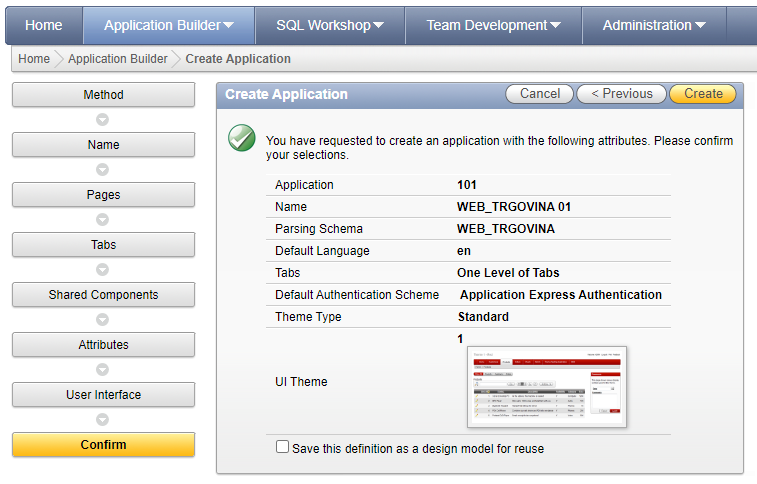 Home Application Builder SQL Workshop Team Development Administration
Home Application Builder Create Application
Method
Name
Pages
Tabs
Shared Components
Attributes
User Interface
Confirm
Create Application Cancel < Previous Create
You have requested to create an application with the following attributes. Please confirm
your selections.
Application 101
Name WEB_TRGOVINA 01
Parsing Schema WEB_TRGOVINA
Default Language en
Tabs One Level of Tabs
Default Authentication Scheme Application Express Authentication
Theme Type Standard
UI Theme 1
Save this definition as a design model for reuse